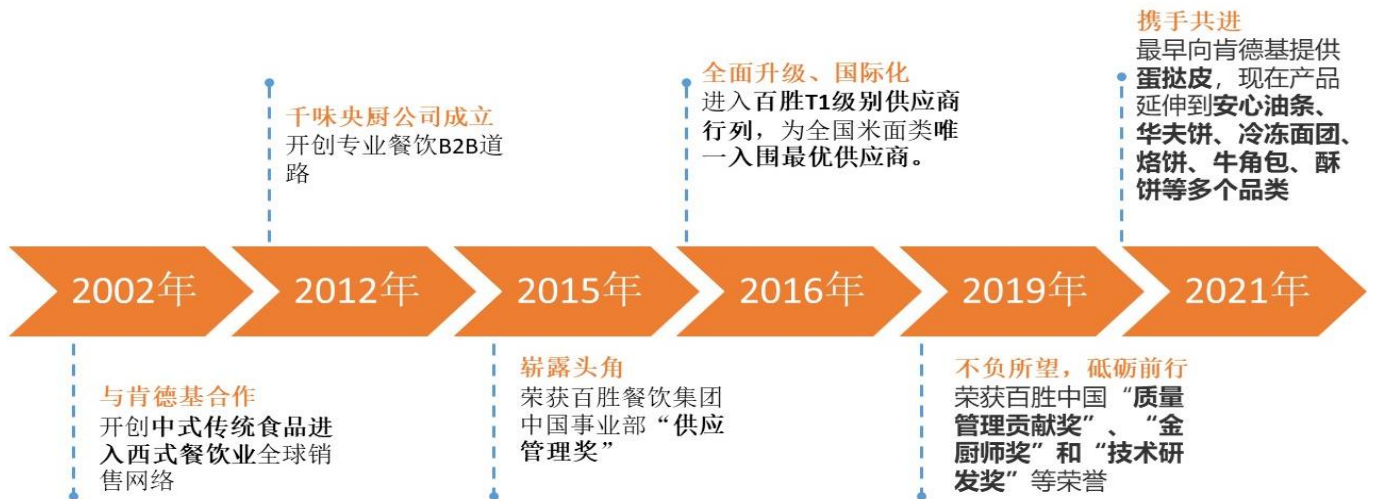 携手共进
最早向肯德基提供
蛋挞皮，现在产品
延伸到安心油条、
华夫饼、冷冻面团、
烙饼、牛角包、酥
饼等多个品类
全面升级、国际化
进入百胜T1级别供应商
行列，为全国米面类唯
一入围最优供应商。
千味央厨公司成立
开创专业餐饮B2B道
路
2002年
2012年
2015年
2016年
2019年
2021年
与肯德基合作
开创中式传统食品进
入西式餐饮业全球销
售网络
崭露头角
荣获百胜餐饮集团
中国事业部“供应
管理奖”
不负所望，砥砺前行
荣获百胜中国“质量
管理贡献奖”、“金
厨师奖”和“技术研
发奖”等荣誉